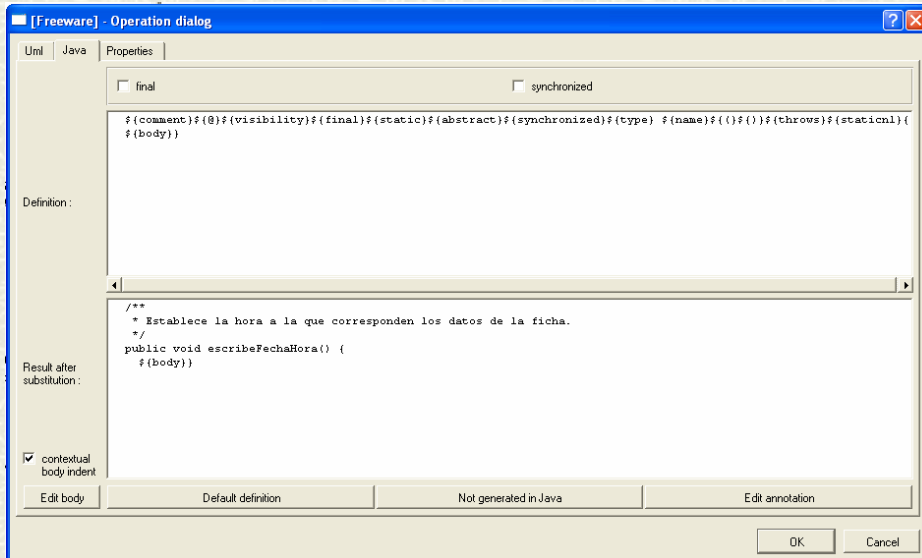 [Freeware] - Operation dialog
Uml Java Properties
final synchronized
Definition :
${comment}${@}${visibility}${final}${static}${abstract}${synchronized}${type} ${name}${(}${)}${throws}${staticnl}{
${body}}
Result after
substitution :
/**
* Establece la hora a la que corresponden los datos de la ficha.
*/
public void escribeFechaHora() {
${body}}
contextual
body indent
Edit body Default definition Not generated in Java Edit annotation
OK Cancel